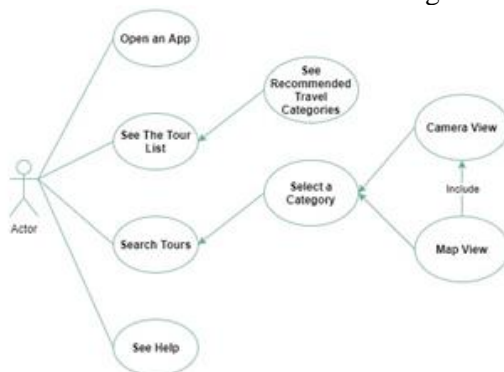 Open an App
See
Recommended
Travel
Categories
See The Tour
List
Camera View
Select a
Category
Include
Actor
Search Tours
Map View
See Help